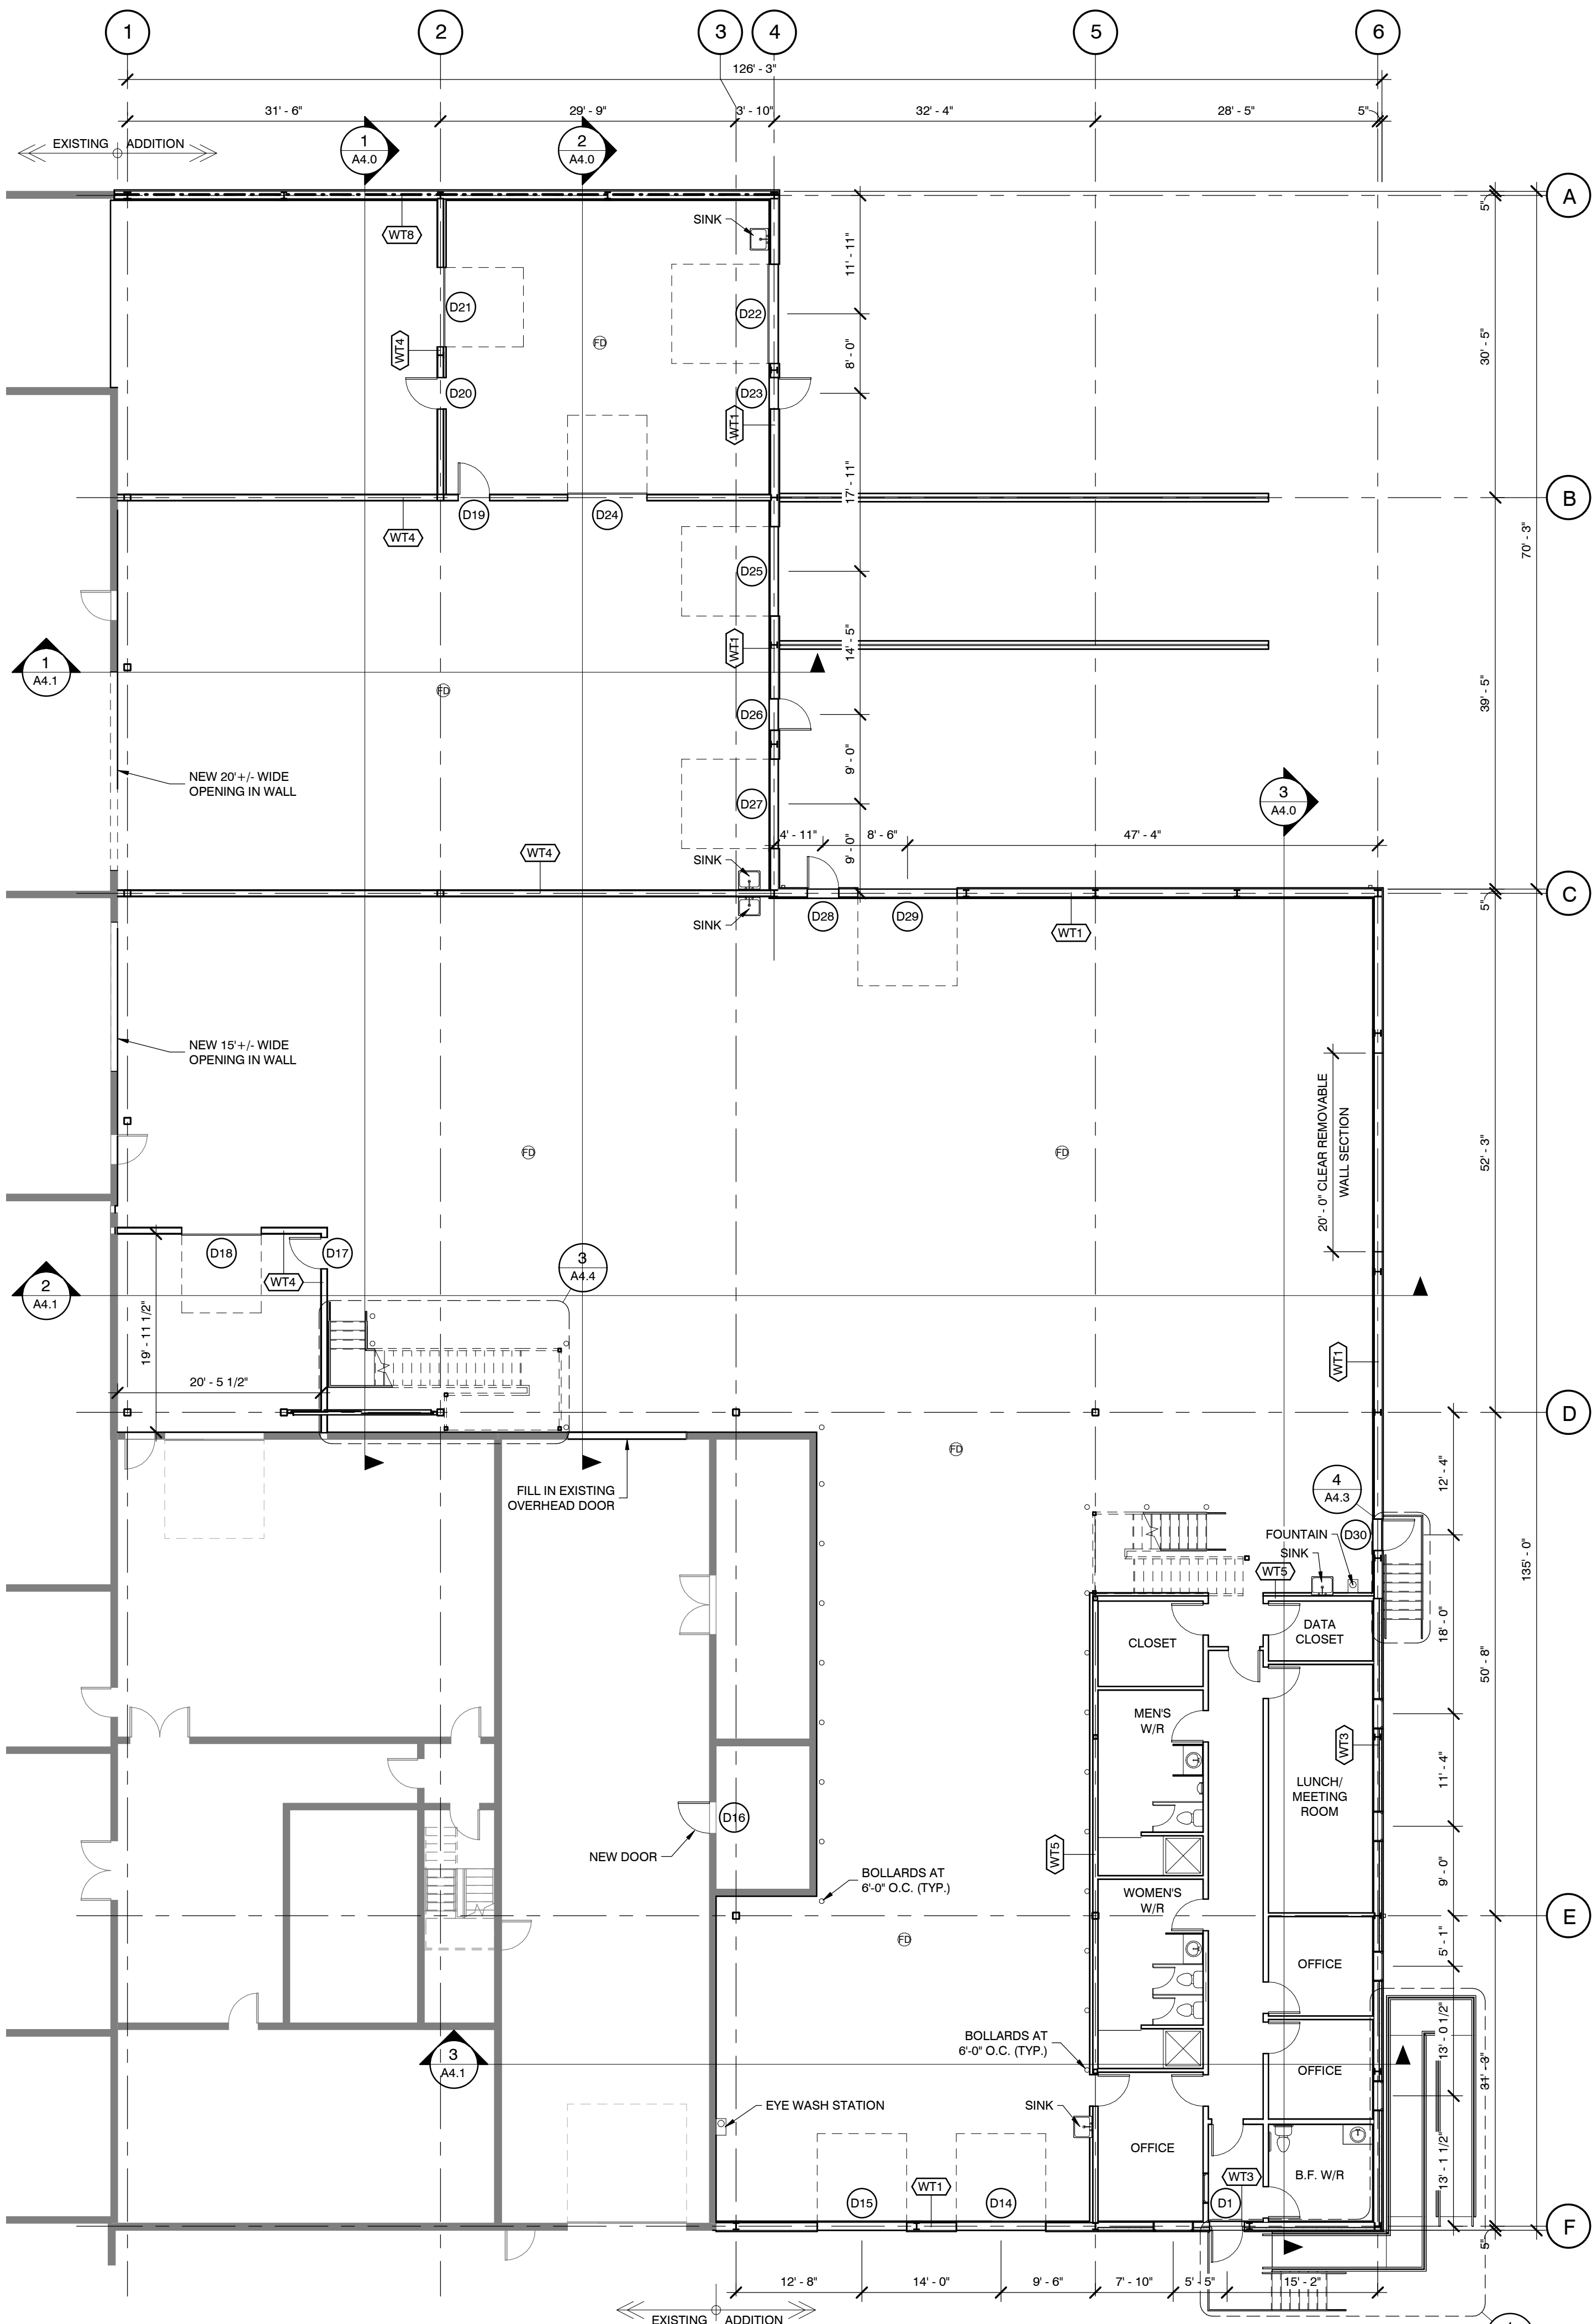 1
2
3
4
5
6
126' - 3"
31' - 6"
29' - 9"
3' - 10"
32' - 4"
28' - 5"
5"
EXISTING
ADDITION
1
A4.0
2
A4.0
A
5"
SINK
WT8
11' - 11"
D21
D22
FD
WT4
8' - 0"
30' - 5"
D20
D23
WT1
17' - 11"
B
D19
D24
WT4
70' - 3"
D25
14' - 5"
WT1
1
A4.1
FD
D26
39' - 5"
9' - 0"
NEW 20'+/- WIDE
OPENING IN WALL
D27
3
A4.0
4' - 11"
8' - 6"
47' - 4"
9' - 0"
WT4
SINK
C
5"
SINK
D28
D29
WT1
NEW 15'+/- WIDE
OPENING IN WALL
20' - 0" CLEAR REMOVABLE
WALL SECTION
FD
FD
52' - 3"
D18
D17
3
A4.4
WT4
2
A4.1
19' - 11 1/2"
WT1
20' - 5 1/2"
D
FD
12' - 4"
FILL IN EXISTING
OVERHEAD DOOR
4
A4.3
FOUNTAIN
D30
SINK
WT5
135' - 0"
18' - 0"
CLOSET
DATA
CLOSET
50' - 8"
MEN'S
W/R
WT3
11' - 4"
LUNCH/
MEETING
ROOM
D16
NEW DOOR
WT5
BOLLARDS AT
6'-0" O.C. (TYP.)
9' - 0"
WOMEN'S
W/R
E
FD
5' - 1"
OFFICE
13' - 0 1/2"
BOLLARDS AT
6'-0" O.C. (TYP.)
3
A4.1
OFFICE
31' - 3"
EYE WASH STATION
SINK
OFFICE
13' - 1 1/2"
B.F. W/R
WT3
WT1
D15
D14
D1
F
5"
12' - 8"
14' - 0"
9' - 6"
7' - 10"
5' - 5"
15' - 2"
EXISTING
ADDITION